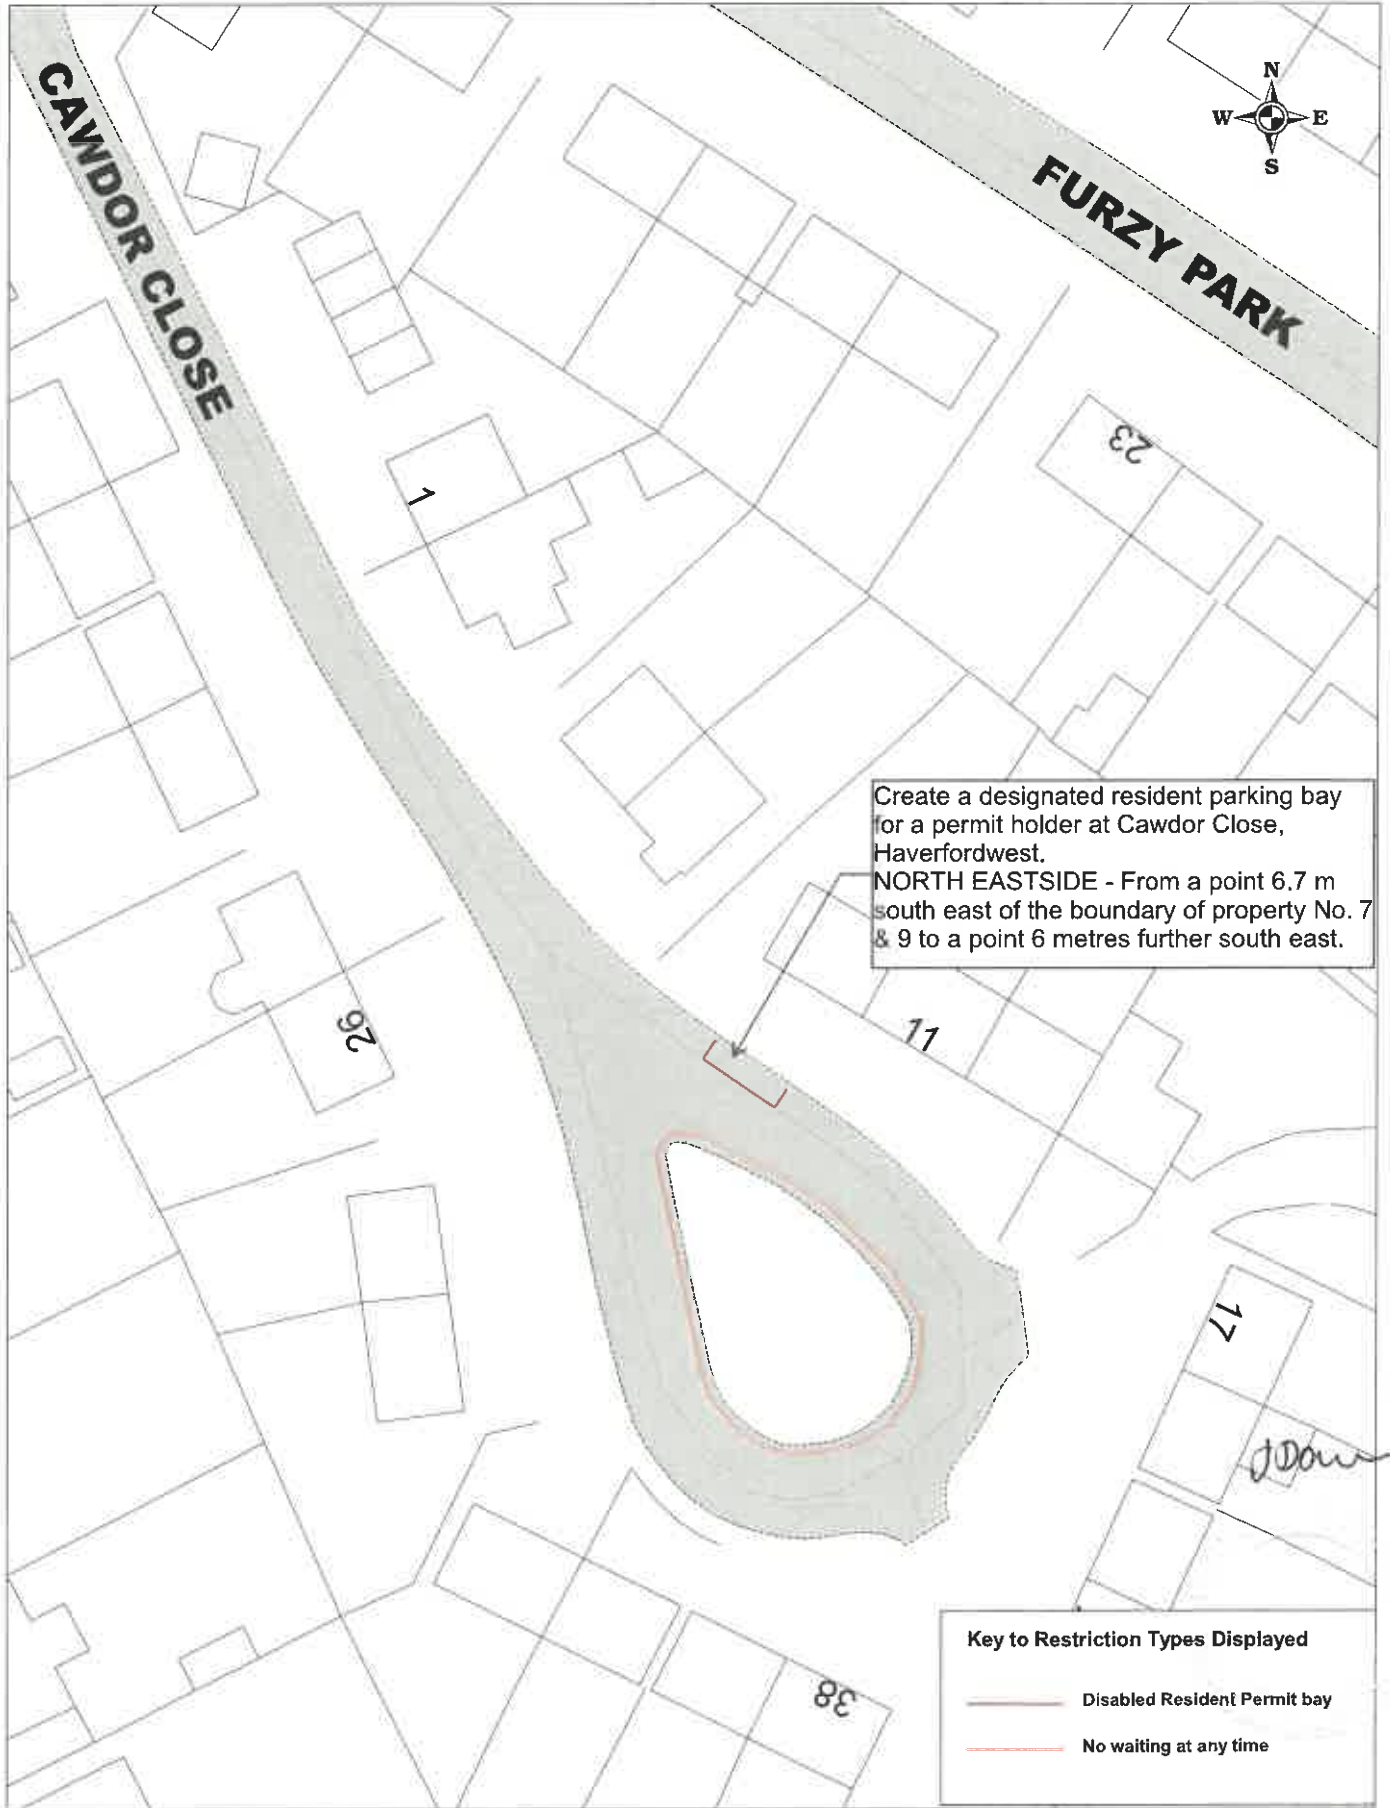 CAWDOR CLOSE
FURZY PARK
N
W E
S
23
1
Create a designated resident parking bay
for a permit holder at Cawdor Close,
Haverfordwest.
NORTH EASTSIDE - From a point 6.7 m
south east of the boundary of property No. 7
& 9 to a point 6 metres further south east.
11
26
17
38
Key to Restriction Types Displayed
Disabled Resident Permit bay
No waiting at any time